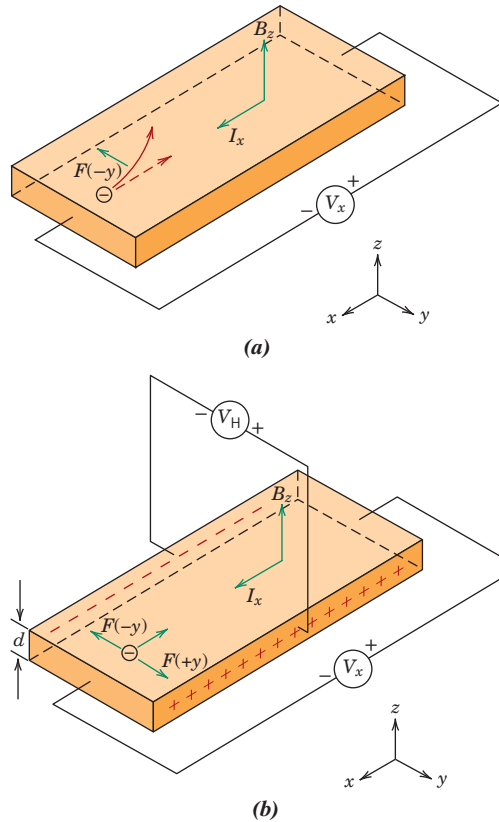 B_z
I_x
F(−y)
−
V_x
− +
z
x y
(a)
− V_H +
B_z
I_x
d
F(−y)
−
F(+y)
− V_x +
z
x y
(b)